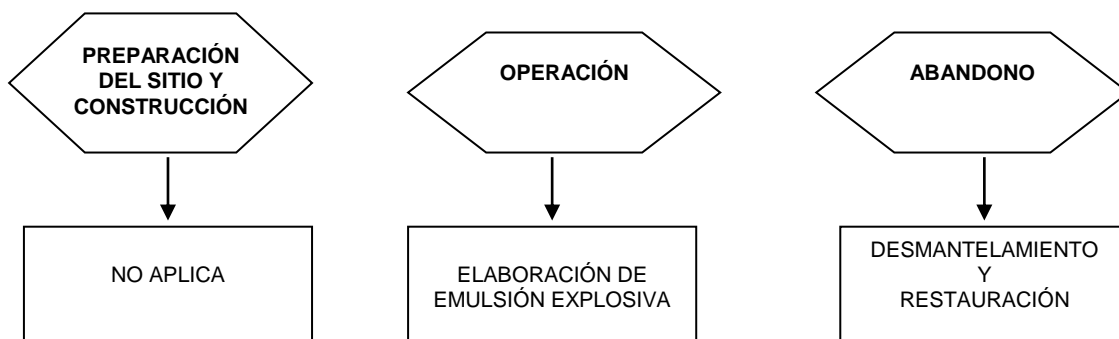 PREPARACIÓN
DEL SITIO Y
CONSTRUCCIÓN
OPERACIÓN
ABANDONO
NO APLICA
ELABORACIÓN DE
EMULSIÓN EXPLOSIVA
DESMANTELAMIENTO
Y
RESTAURACIÓN